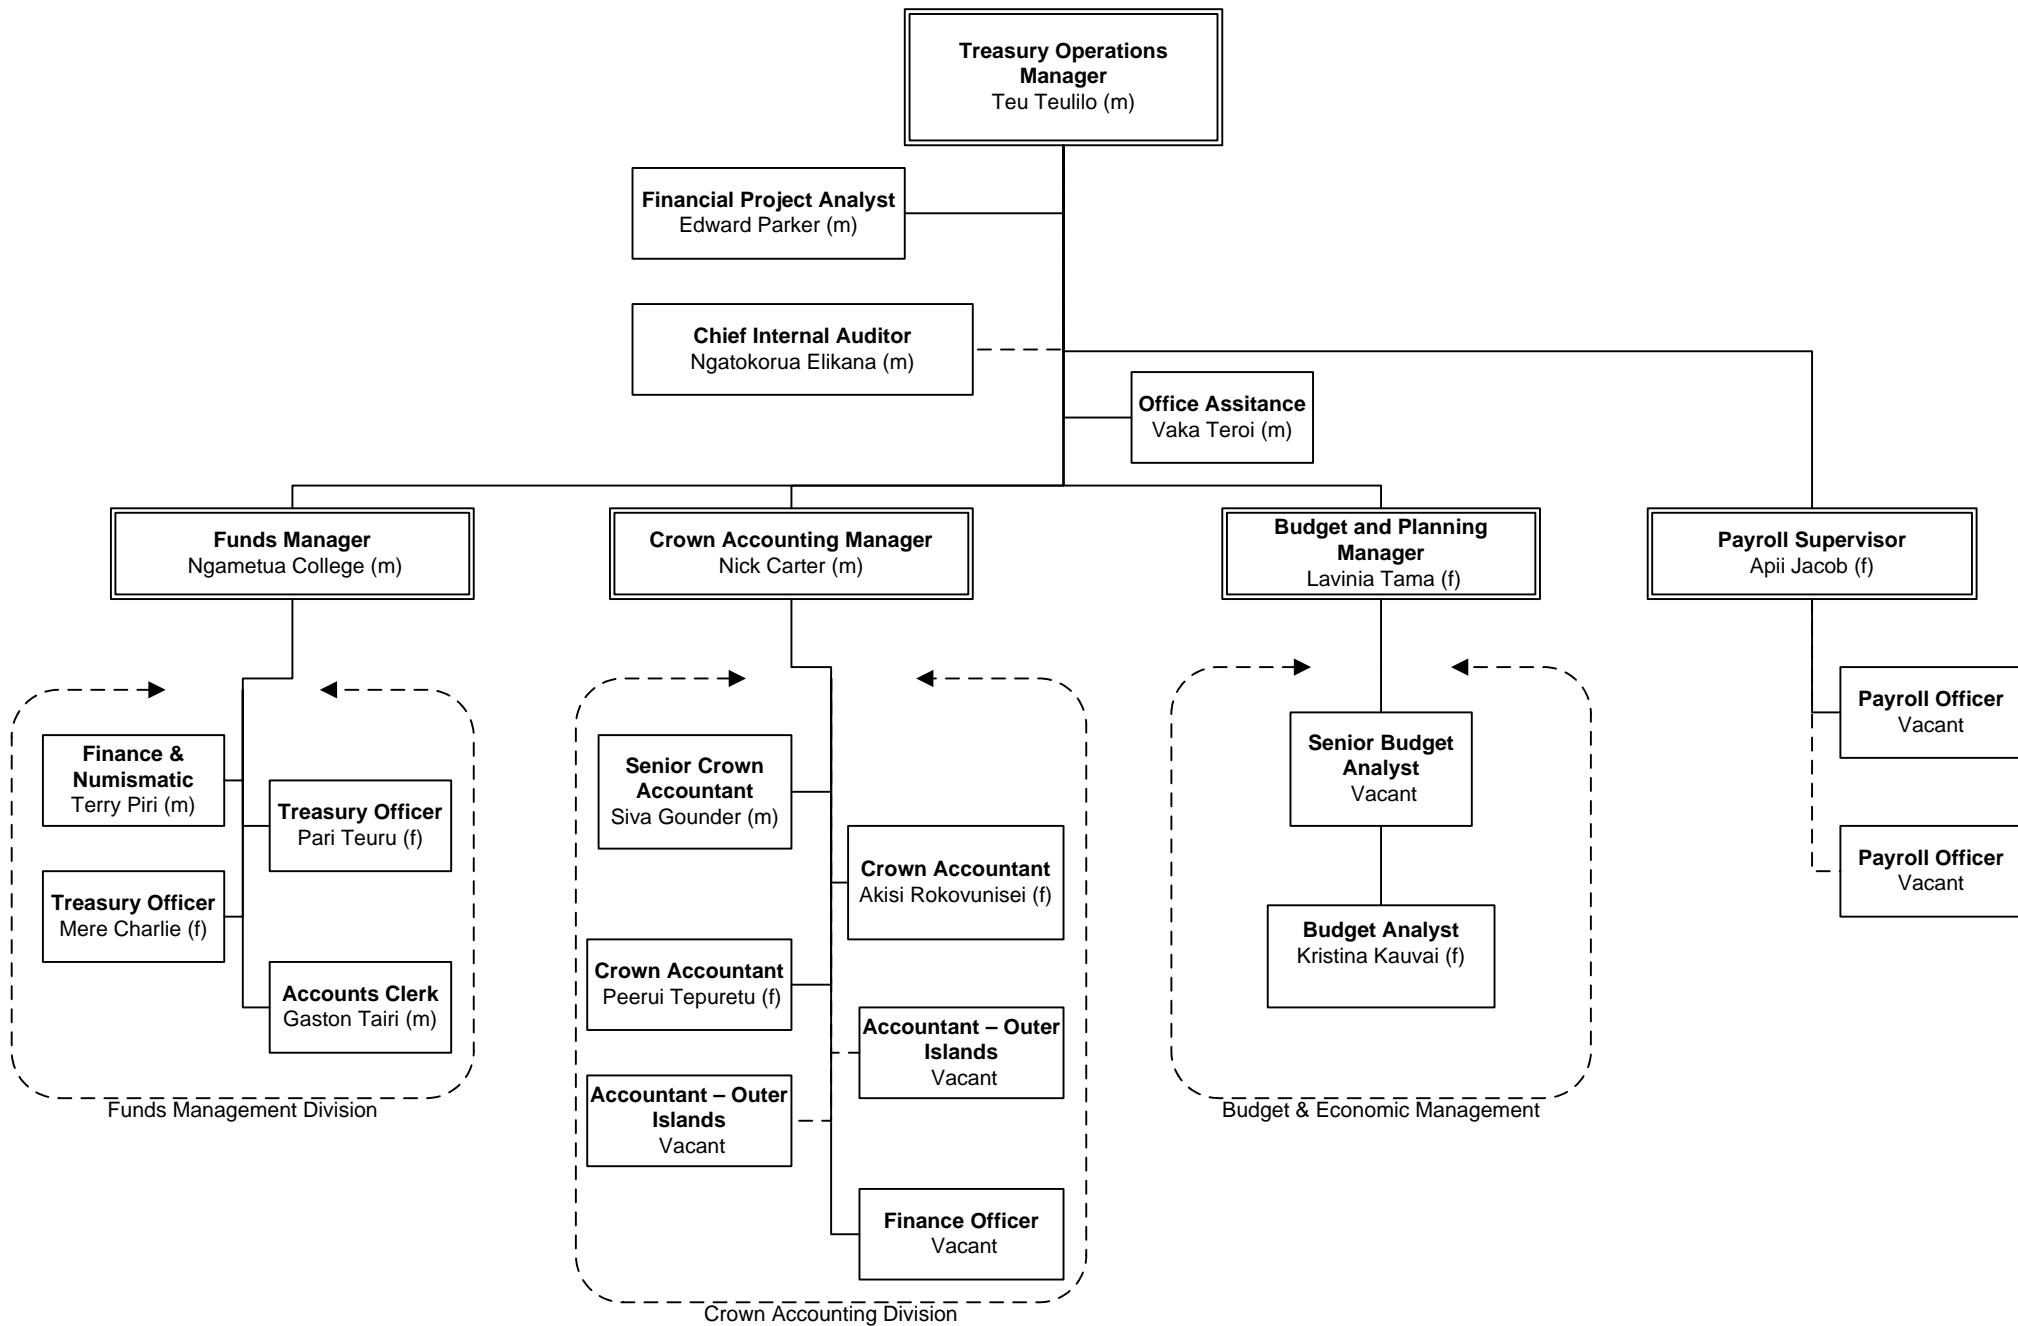 Treasury Operations
Manager
Teu Teulilo (m)
Financial Project Analyst
Edward Parker (m)
Chief Internal Auditor
Ngatokorua Elikana (m)
Office Assitance
Vaka Teroi (m)
Funds Manager
Ngametua College (m)
Crown Accounting Manager
Nick Carter (m)
Budget and Planning
Manager
Lavinia Tama (f)
Payroll Supervisor
Apii Jacob (f)
Finance &
Numismatic
Terry Piri (m)
Treasury Officer
Pari Teuru (f)
Treasury Officer
Mere Charlie (f)
Accounts Clerk
Gaston Tairi (m)
Funds Management Division
Senior Crown
Accountant
Siva Gounder (m)
Crown Accountant
Akisi Rokovunisei (f)
Crown Accountant
Peerui Tepuretu (f)
Accountant – Outer
Islands
Vacant
Accountant – Outer
Islands
Vacant
Finance Officer
Vacant
Crown Accounting Division
Senior Budget
Analyst
Vacant
Budget Analyst
Kristina Kauvai (f)
Budget & Economic Management
Payroll Officer
Vacant
Payroll Officer
Vacant